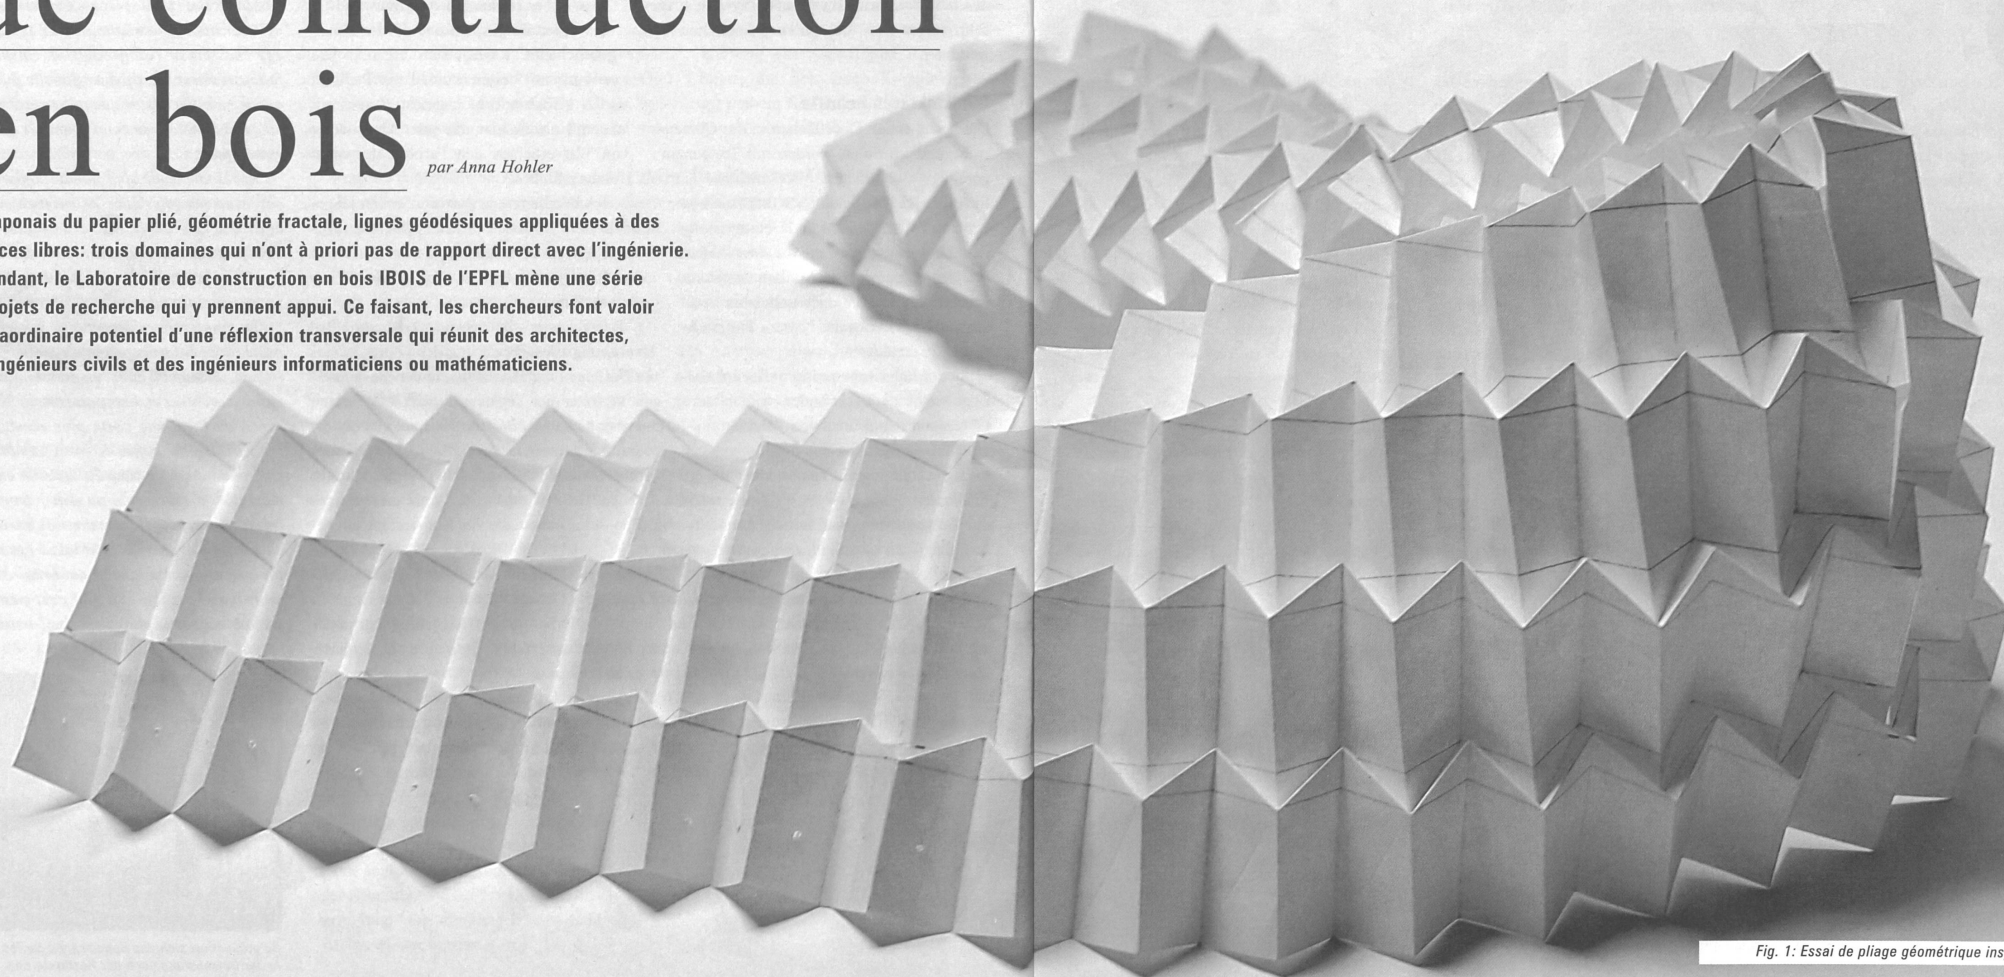 de construction
en bois
par Anna Hohler
ponais du papier plié, géométrie fractale, lignes géodésiques appliquées à des
ces libres: trois domaines qui n'ont à priori pas de rapport direct avec l'ingénierie.
ndant, le Laboratoire de construction en bois IBOIS de l'EPFL mène une série
ojets de recherche qui y prennent appui. Ce faisant, les chercheurs font valoir
aordinaire potentiel d'une réflexion transversale qui réunit des architectes,
ngénieurs civils et des ingénieurs informaticiens ou mathématiciens.
Fig. 1: Essai de pliage géométrique ins